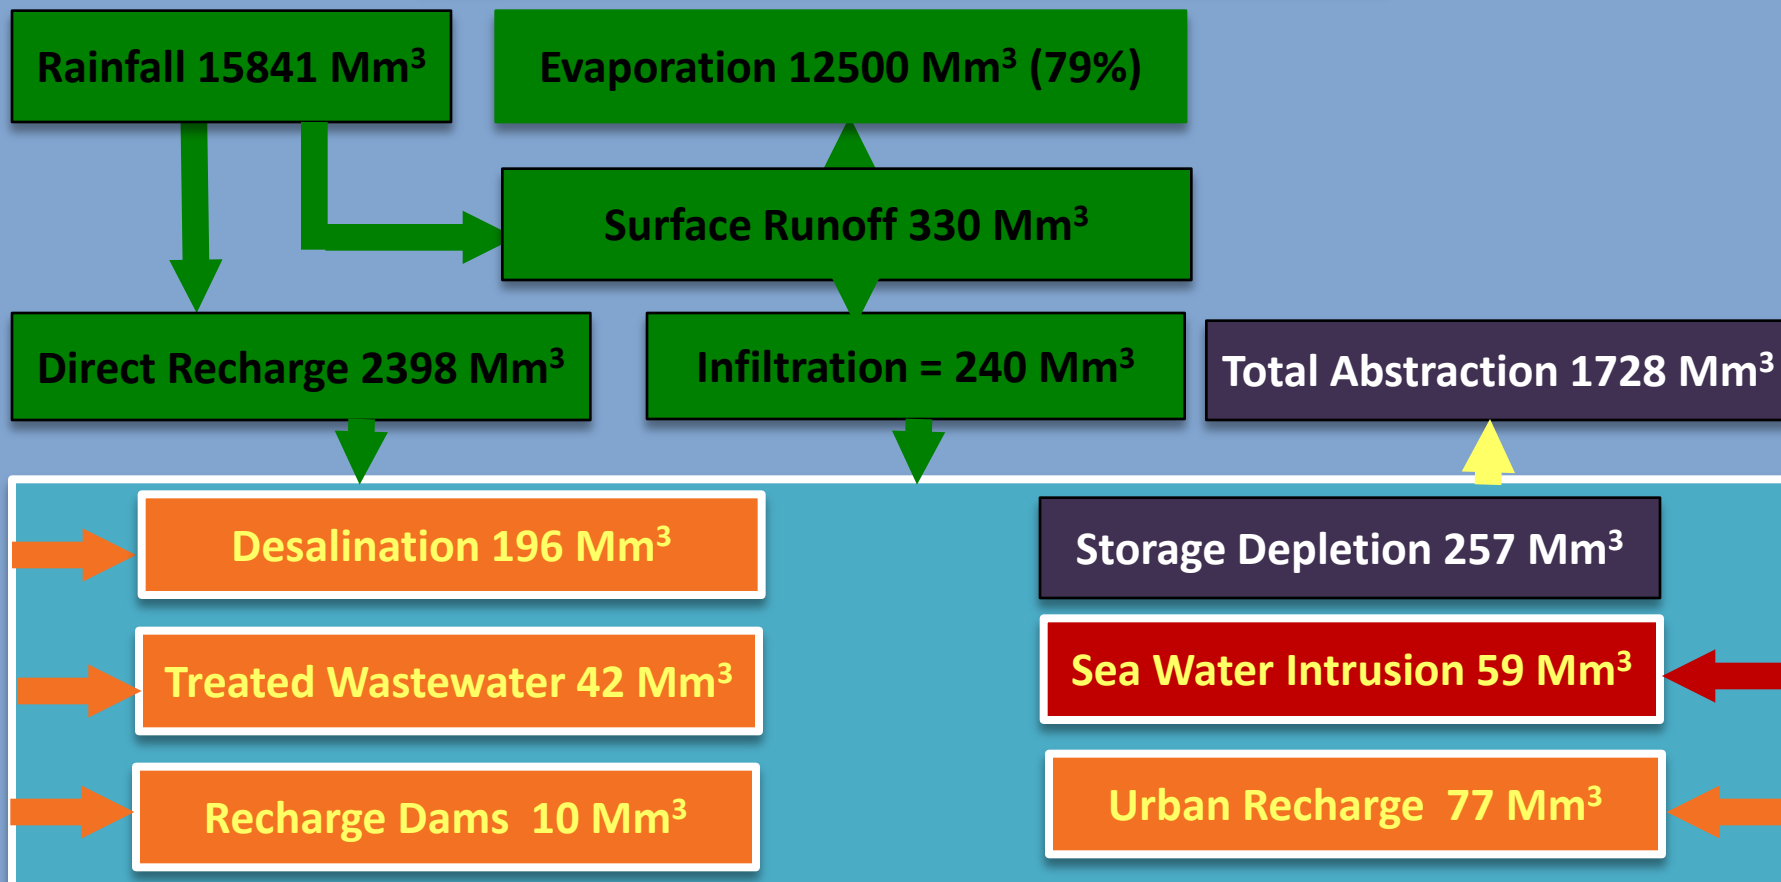 Rainfall 15841 Mm³
Evaporation 12500 Mm³ (79%)
Surface Runoff 330 Mm³
Direct Recharge 2398 Mm³
Infiltration = 240 Mm³
Total Abstraction 1728 Mm³
Desalination 196 Mm³
Storage Depletion 257 Mm³
Treated Wastewater 42 Mm³
Sea Water Intrusion 59 Mm³
Recharge Dams 10 Mm³
Urban Recharge 77 Mm³